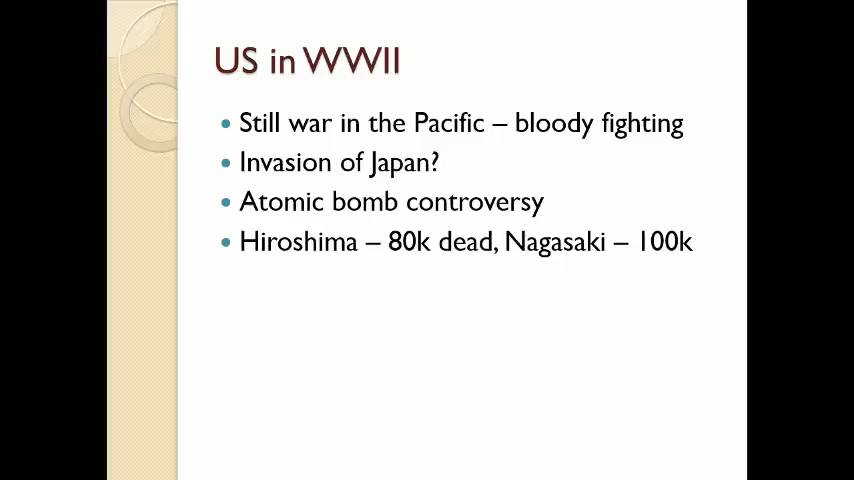 US in WWII
• Still war in the Pacific – bloody fighting
• Invasion of Japan?
• Atomic bomb controversy
• Hiroshima – 80k dead, Nagasaki – 100k